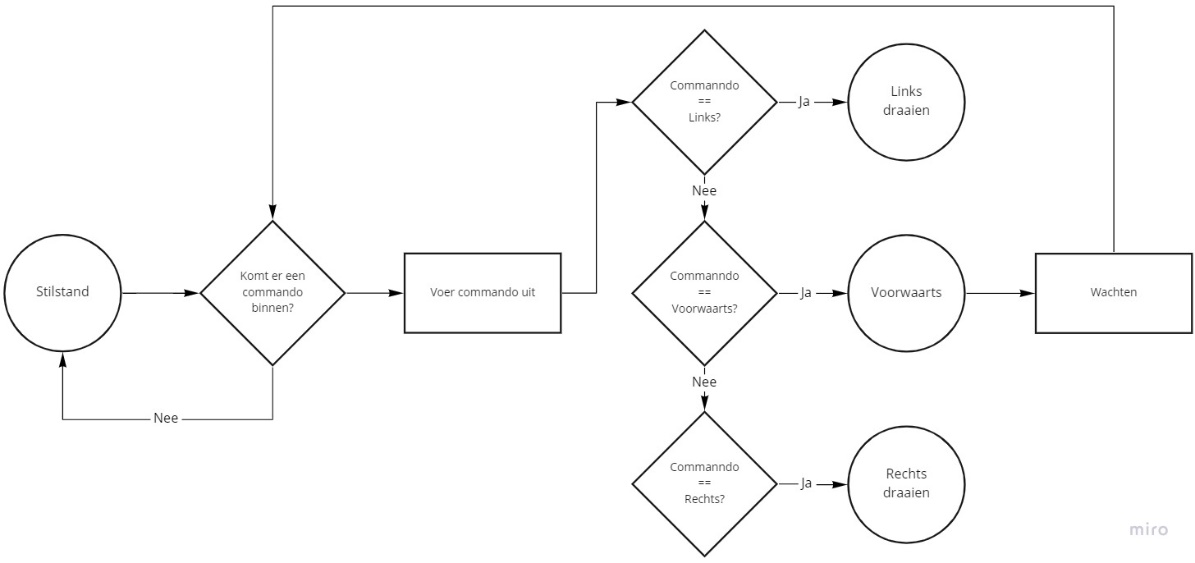 Stilstand
Komt er een
commando
binnen?
Nee
Voer commando uit
Commanndo
==
Links?
Ja
Links
draaien
Nee
Commanndo
==
Voorwaarts?
Ja
Voorwaarts
Wachten
Nee
Commanndo
==
Rechts?
Ja
Rechts
draaien
miro